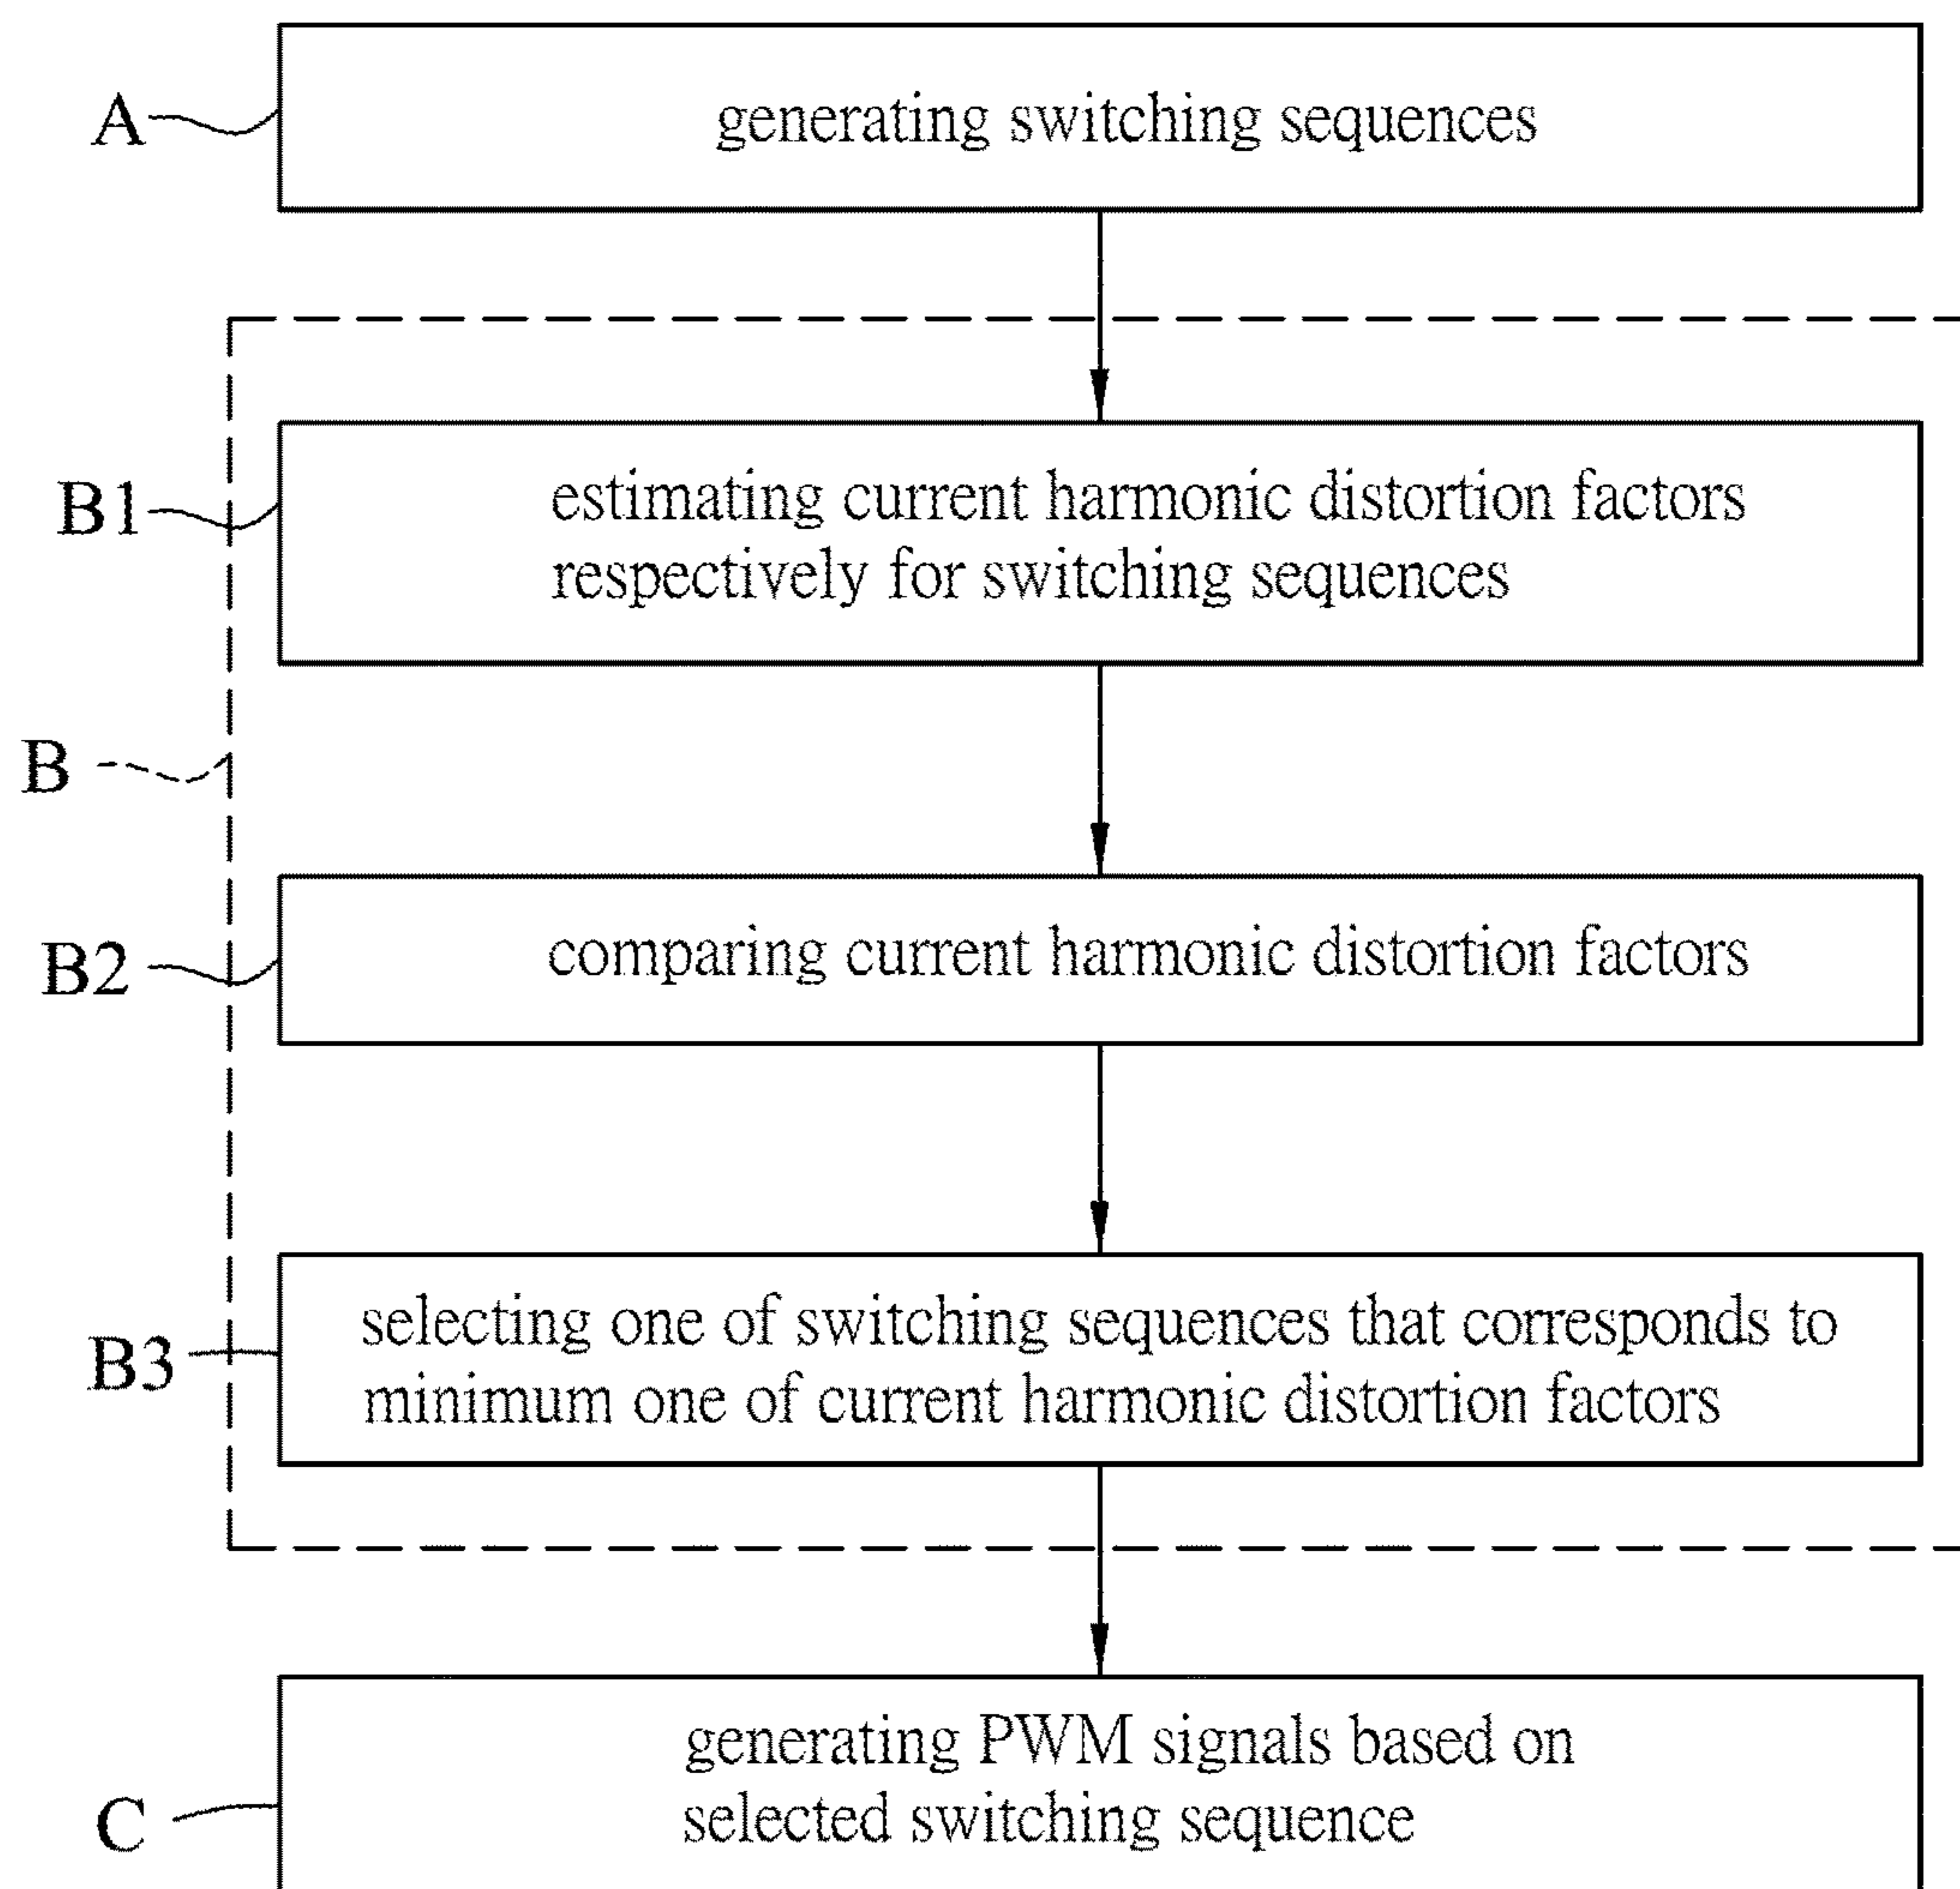 A
generating switching sequences
B1
estimating current harmonic distortion factors
respectively for switching sequences
B
B2
comparing current harmonic distortion factors
B3
selecting one of switching sequences that corresponds to
minimum one of current harmonic distortion factors
C
generating PWM signals based on
selected switching sequence